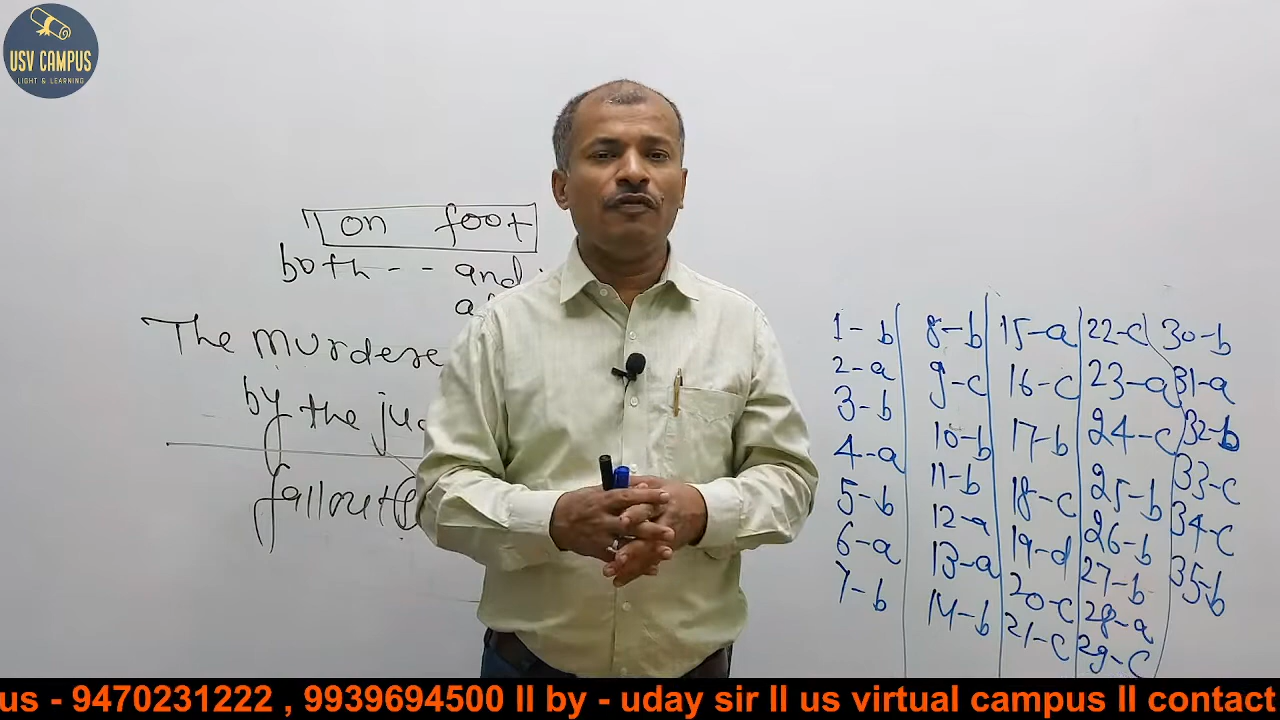 USV CAMPUS
LIGHT & LEARNING
on foot
both -- and
The murdere
by the ju
fallout
1-b
2-a
3-b
4-a
5-b
6-a
7-b
8-b
9-c
10-b
11-b
12-a
13-a
14-b
15-a
16-c
17-b
18-c
19-d
20-c
21-c
22-c
23-a
24-c
25-b
26-b
27-b
28-a
29-c
30-b
31-a
32-b
33-c
34-c
35-b
us - 9470231222 , 9939694500 II by - uday sir II us virtual campus II contact